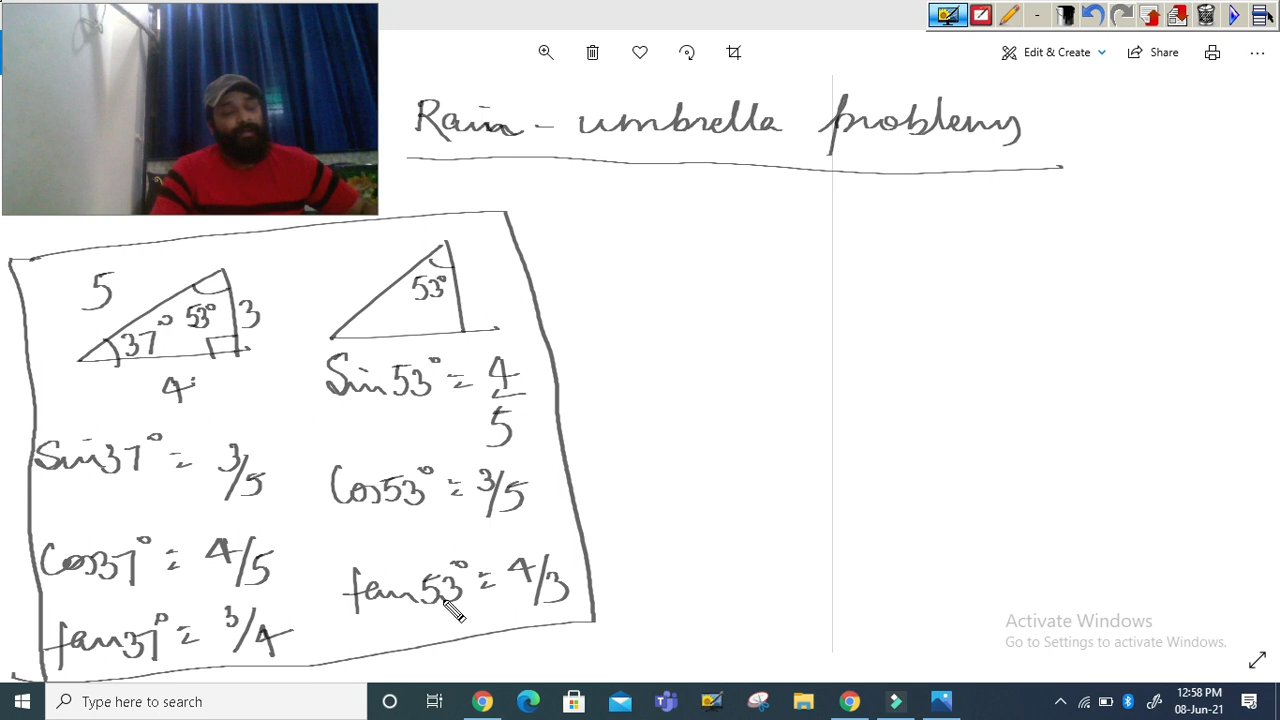 Edit & Create
Share
Rain - umbrella problems
5
53°
3
37°
4
53°
Sin 53° = 4/5
Sin 37° = 3/5
Cos 53° = 3/5
Cos 37° = 4/5
tan 53° = 4/3
tan 37° = 3/4
Activate Windows
Go to Settings to activate Windows.
Type here to search
12:58 PM
08-Jun-21